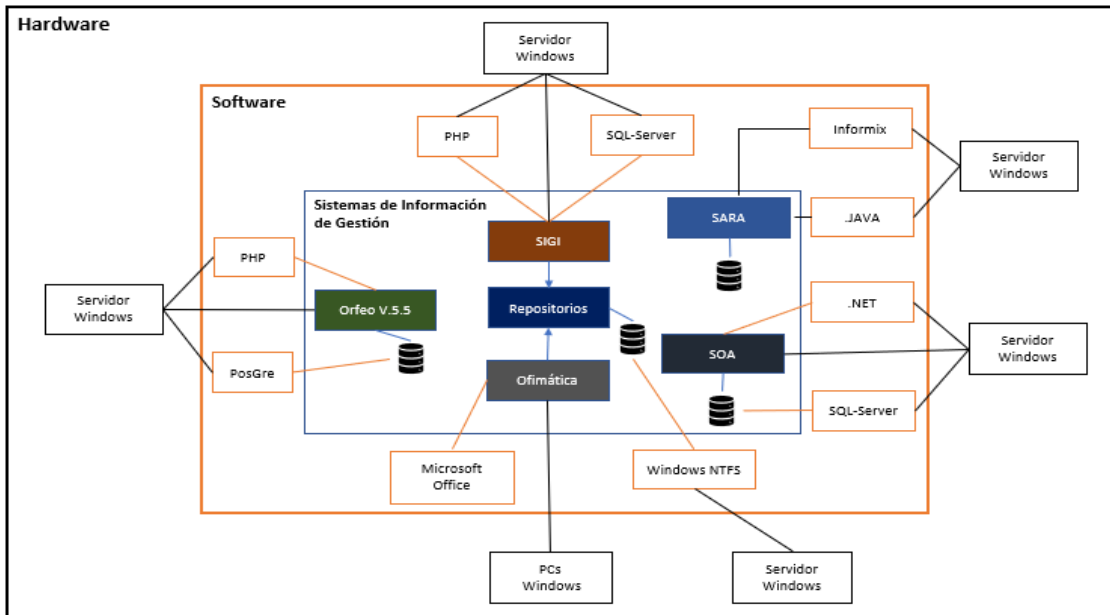 Hardware
Servidor
Windows
Software
PHP
SQL-Server
Informix
Servidor
Windows
Sistemas de Información
de Gestión
SARA
.JAVA
SIGI
PHP
Servidor
Windows
Orfeo V.5.5
Repositorios
.NET
Servidor
Windows
SOA
PosGre
Ofimática
SQL-Server
Microsoft
Office
Windows NTFS
PCs
Windows
Servidor
Windows